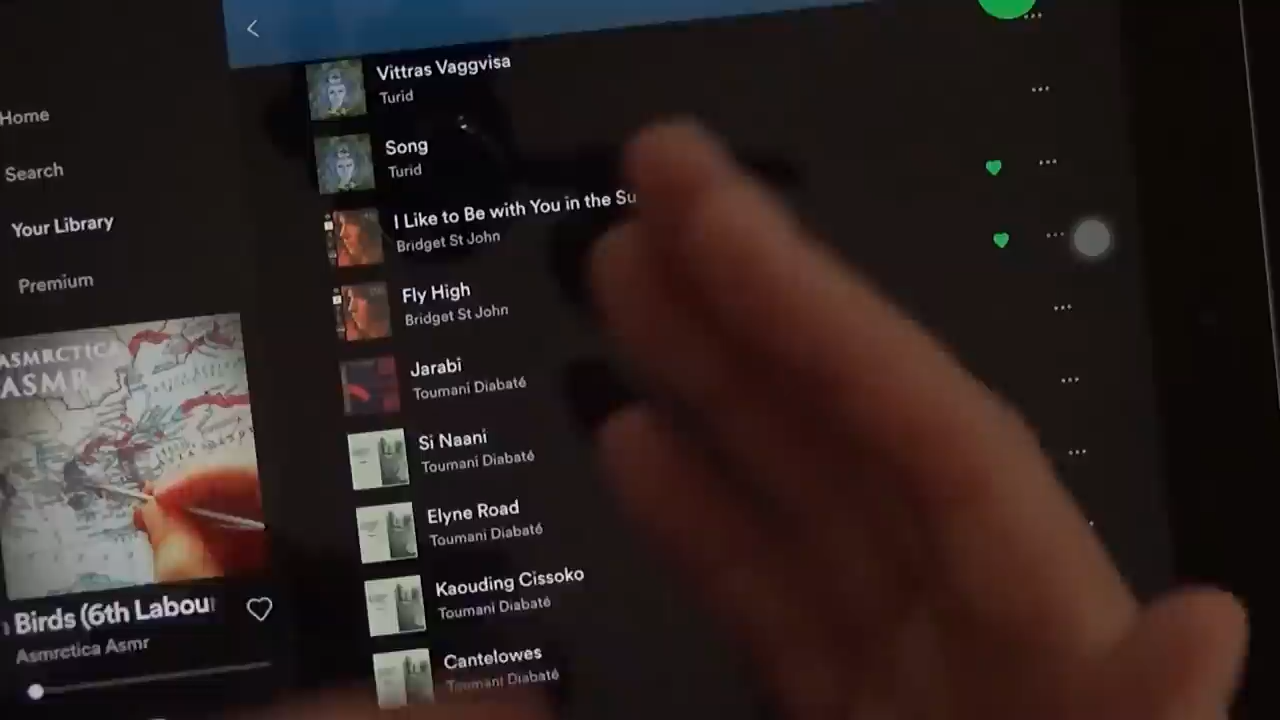 Home
Search
Your Library
Premium
ASMRCTICA
ASMR
Birds (6th Labour
Asmrctica Asmr
Vittras Vaggvisa
Turid
Song
Turid
I Like to Be with You in the Su
Bridget St John
Fly High
Bridget St John
Jarabi
Toumani Diabaté
Si Naani
Toumani Diabaté
Elyne Road
Toumani Diabaté
Kaouding Cissoko
Toumani Diabaté
Cantelowes
Toumani Diabaté